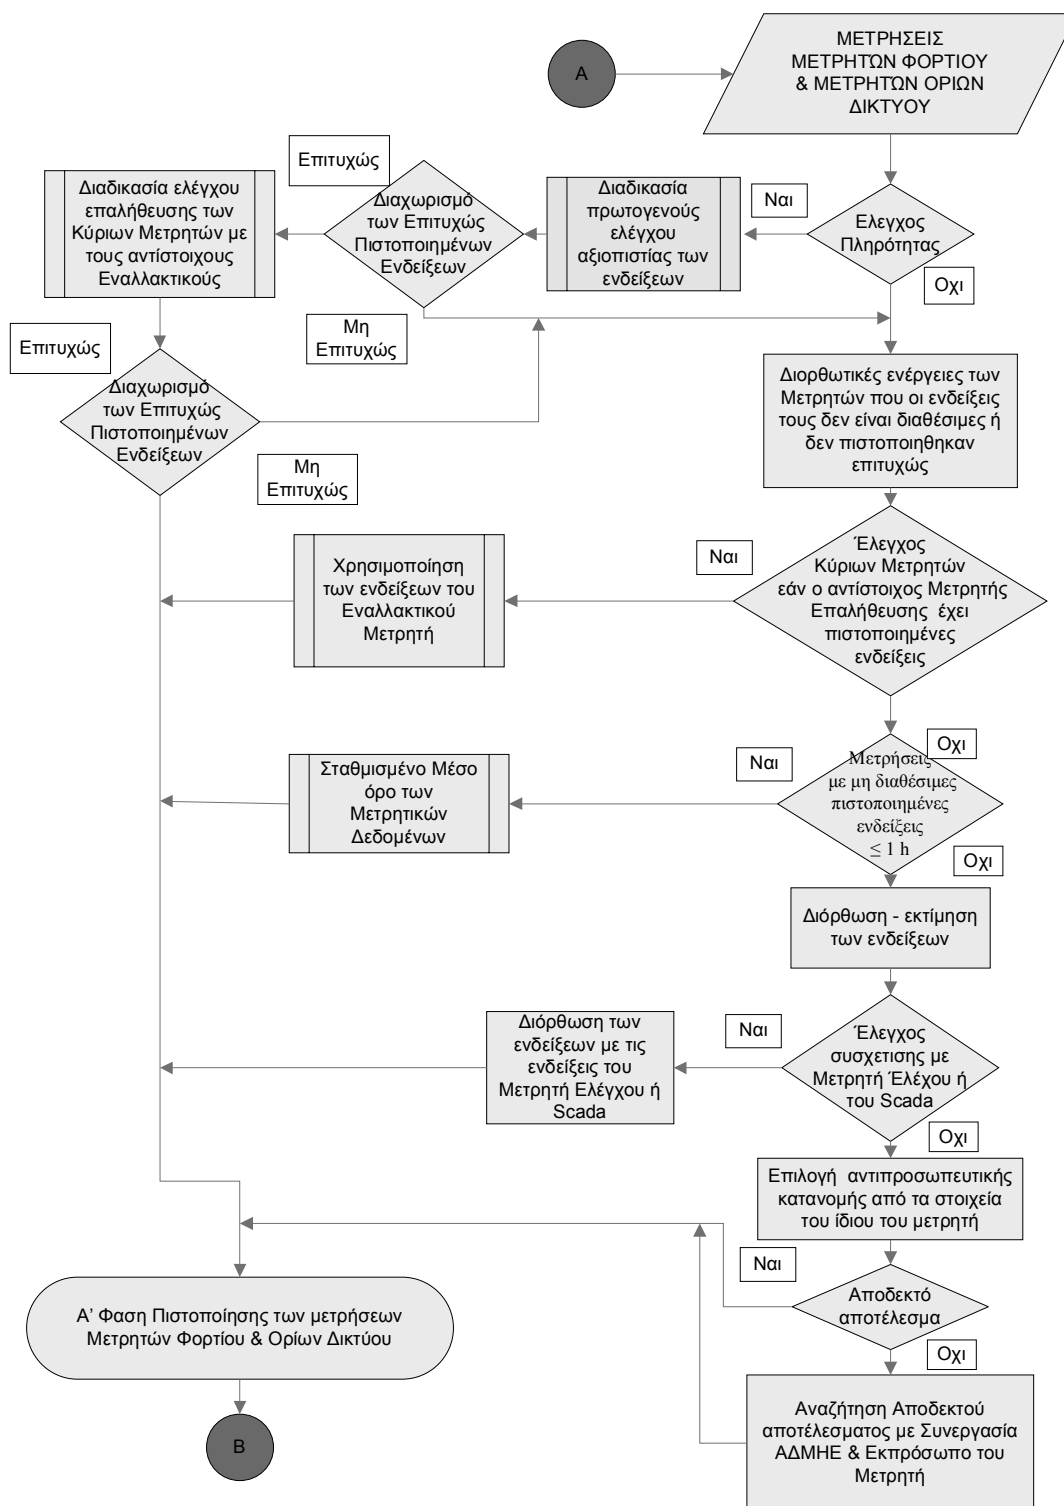 Α
ΜΕΤΡΗΣΕΙΣ
ΜΕΤΡΗΤΏΝ ΦΟΡΤΙΟΥ
& ΜΕΤΡΗΤΏΝ ΟΡΙΩΝ
ΔΙΚΤΥΟΥ
Ελεγχος
Πληρότητας
Ναι
Οχι
Διαδικασία
πρωτογενούς
ελέγχου
αξιοπιστίας των
ενδείξεων
Διαχωρισμό
των Επιτυχώς
Πιστοποιημένων
Ενδείξεων
Επιτυχώς
Μη
Επιτυχώς
Διαδικασία ελέγχου
επαλήθευσης των
Κύριων Μετρητών με
τους αντίστοιχους
Εναλλακτικούς
Επιτυχώς
Διαχωρισμό
των Επιτυχώς
Πιστοποιημένων
Ενδείξεων
Μη
Επιτυχώς
Διορθωτικές ενέργειες των
Μετρητών που οι ενδείξεις
τους δεν είναι διαθέσιμες ή
δεν πιστοποιηθηκαν
επιτυχώς
Έλεγχος
Κύριων Μετρητών
εάν ο αντίστοιχος Μετρητής
Επαλήθευσης έχει
πιστοποιημένες
ενδείξεις
Ναι
Χρησιμοποίηση
των ενδείξεων του
Εναλλακτικού
Μετρητή
Οχι
Μετρήσεις
με μη διαθέσιμες
πιστοποιημένες
ενδείξεις
≤ 1 h
Ναι
Σταθμισμένο Μέσο
όρο των
Μετρητικών
Δεδομένων
Οχι
Διόρθωση - εκτίμηση
των ενδείξεων
Έλεγχος
συσχετισης με
Μετρητή Έλέχου ή
του Scada
Ναι
Διόρθωση των
ενδείξεων με τις
ενδείξεις του
Μετρητή Ελέγχου ή
Scada
Οχι
Επιλογή αντιπροσωπευτικής
κατανομής από τα στοιχεία
του ίδιου του μετρητή
Ναι
Αποδεκτό
αποτέλεσμα
Οχι
Αναζήτηση Αποδεκτού
αποτέλεσματος με Συνεργασία
ΑΔΜΗΕ & Εκπρόσωπο του
Μετρητή
Α’ Φαση Πιστοποίησης των μετρήσεων
Μετρητών Φορτίου & Ορίων Δικτύου
Β